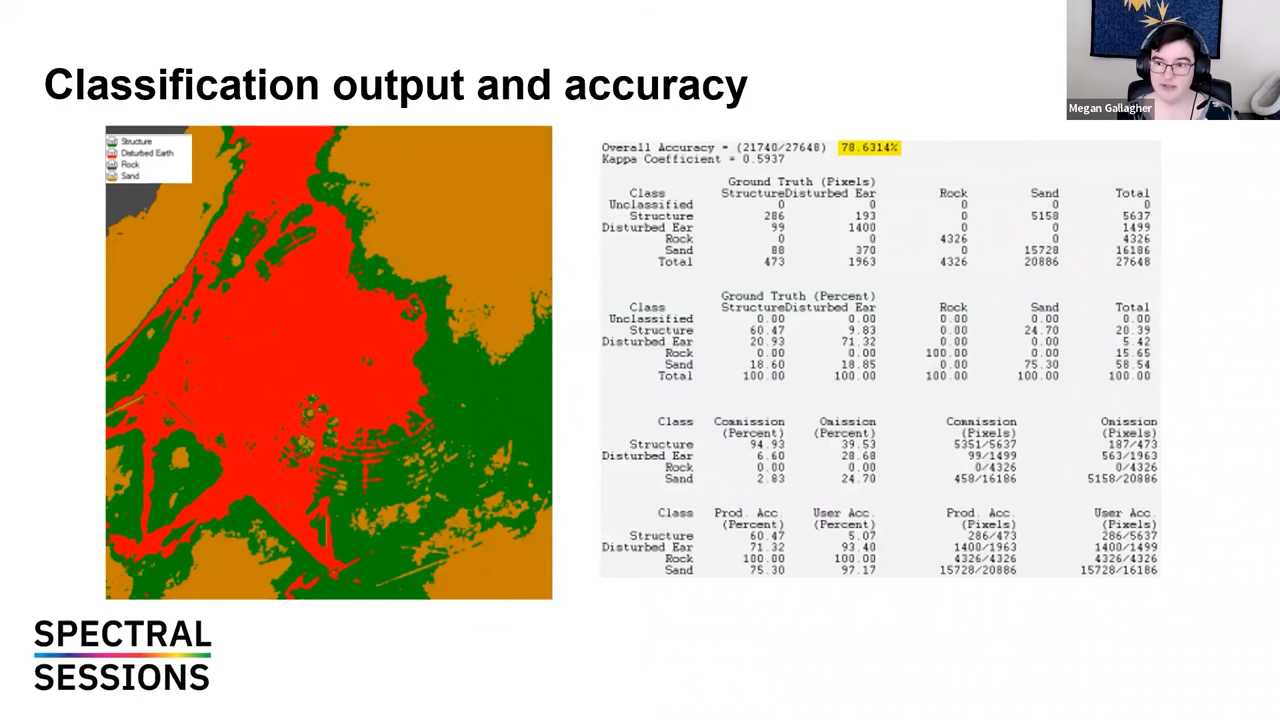 Classification output and accuracy
Megan Gallagher
Structure
Disturbed Earth
Rock
Sand
Overall Accuracy = (21740/27648) 78.6314%
Kappa Coefficient = 0.5937
Ground Truth (Pixels)
Class StructureDisturbed Ear Rock Sand Total
Unclassified 0 0 0 0 0
Structure 286 193 0 5158 5637
Disturbed Ear 99 1400 0 0 1499
Rock 0 0 4326 0 4326
Sand 88 370 0 15728 16186
Total 473 1963 4326 20886 27648
Ground Truth (Percent)
Class StructureDisturbed Ear Rock Sand Total
Unclassified 0.00 0.00 0.00 0.00 0.00
Structure 60.47 9.83 0.00 24.70 20.39
Disturbed Ear 20.93 71.32 0.00 0.00 5.42
Rock 0.00 0.00 100.00 0.00 15.65
Sand 18.60 18.85 0.00 75.30 58.54
Total 100.00 100.00 100.00 100.00 100.00
Class Commission Omission Commission Omission
(Percent) (Percent) (Pixels) (Pixels)
Structure 94.93 39.53 5351/5637 187/473
Disturbed Ear 6.60 28.68 99/1499 563/1963
Rock 0.00 0.00 0/4326 0/4326
Sand 2.83 24.70 458/16186 5158/20886
Class Prod. Acc. User Acc. Prod. Acc. User Acc.
(Percent) (Percent) (Pixels) (Pixels)
Structure 60.47 5.07 286/473 286/5637
Disturbed Ear 71.32 93.40 1400/1963 1400/1499
Rock 100.00 100.00 4326/4326 4326/4326
Sand 75.30 97.17 15728/20886 15728/16186
SPECTRAL
SESSIONS